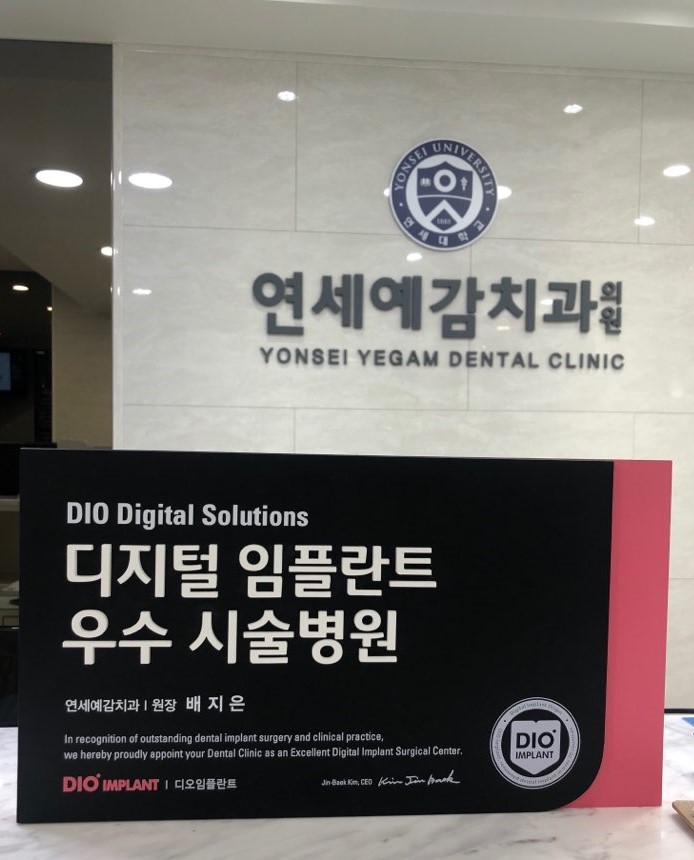 YONSEI UNIVERSITY
1885
연세대학교
연세예감치과의원
YONSEI YEGAM DENTAL CLINIC
DIO Digital Solutions
디지털 임플란트
우수 시술병원
연세예감치과 | 원장 배지은
In recognition of outstanding dental implant surgery and clinical practice,
we hereby proudly appoint your Dental Clinic as an Excellent Digital Implant Surgical Center.
DIO IMPLANT | 디오임플란트
Jin-Baek Kim, CEO Kim Jin baek
DIO
IMPLANT